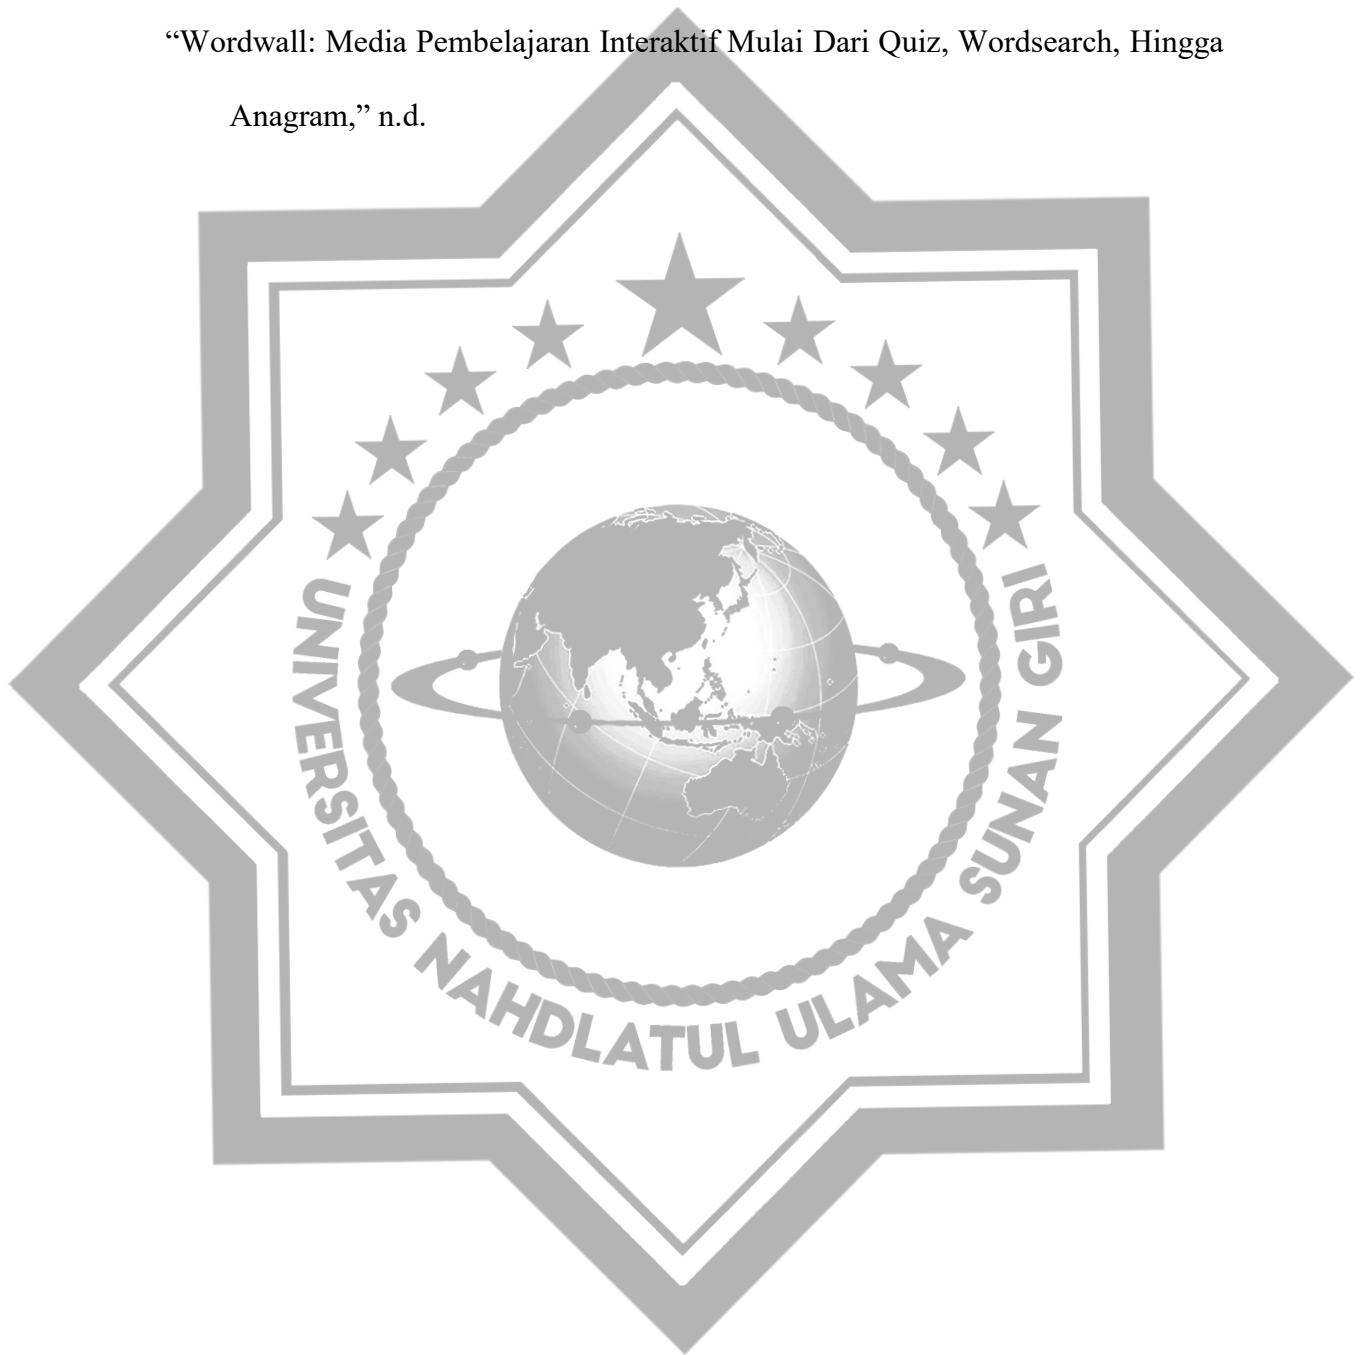 “Wordwall: Media Pembelajaran Interaktif Mulai Dari Quiz, Wordsearch, Hingga
Anagram,” n.d.
UNIVERSITAS NAHDLATUL ULAMA SUNAN GIRI